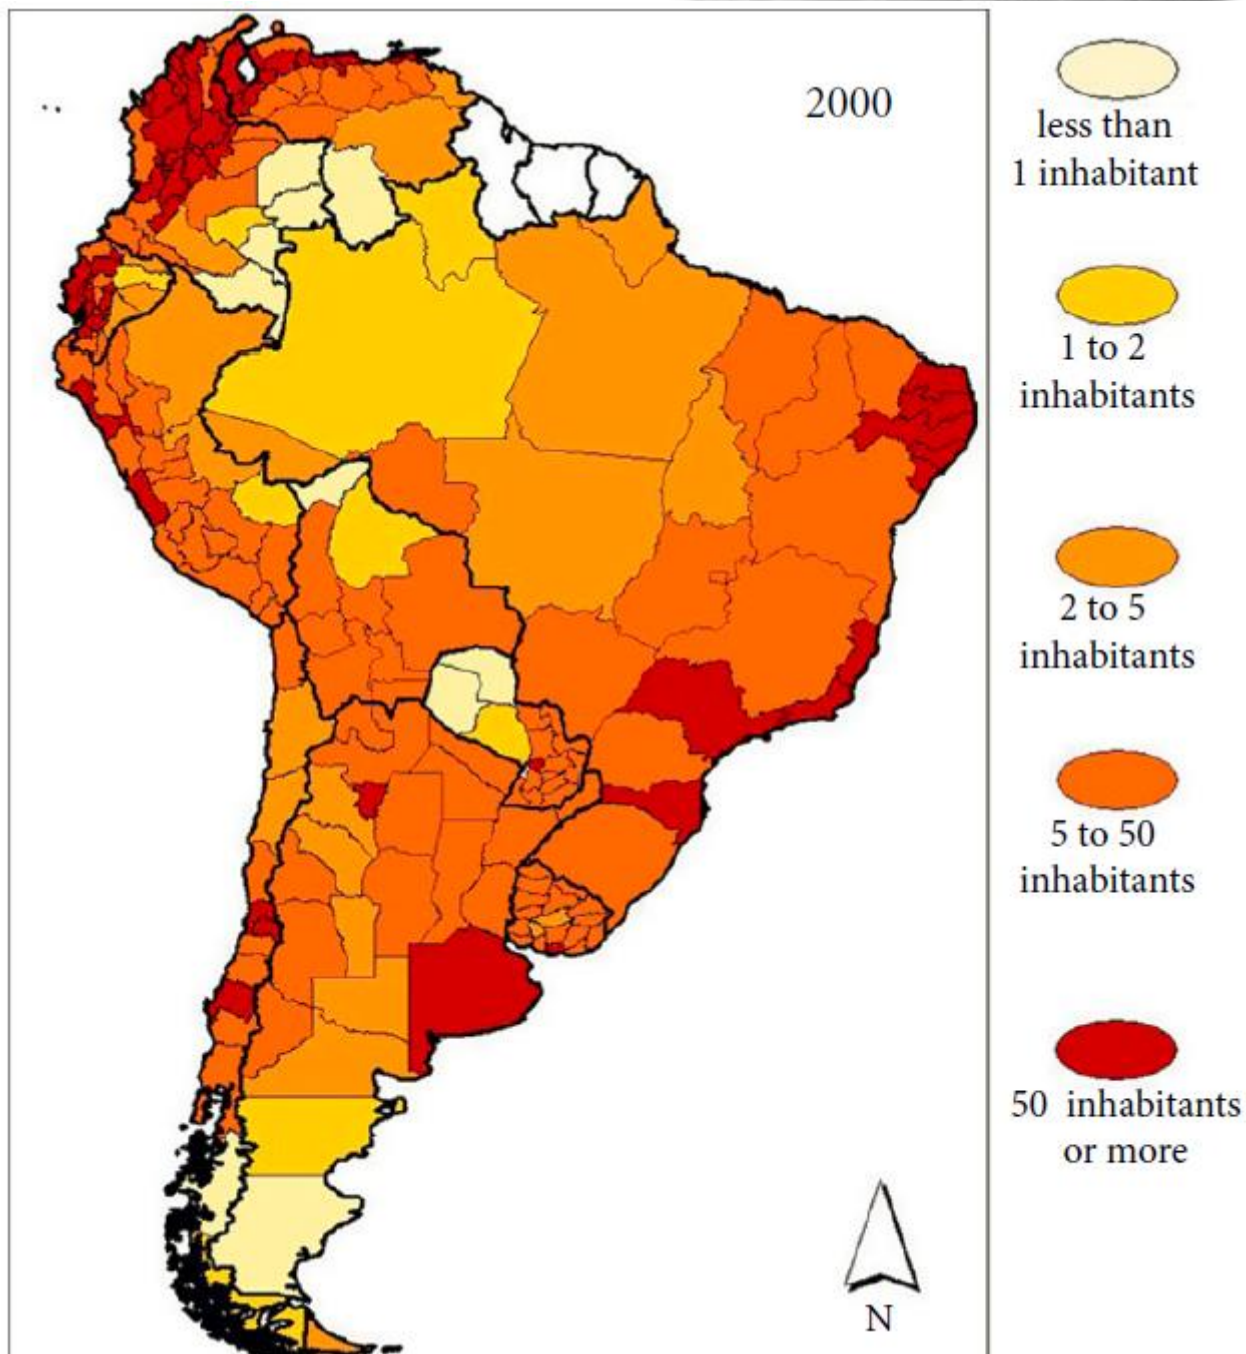 2000
less than
1 inhabitant
1 to 2
inhabitants
2 to 5
inhabitants
5 to 50
inhabitants
50 inhabitants
or more
N